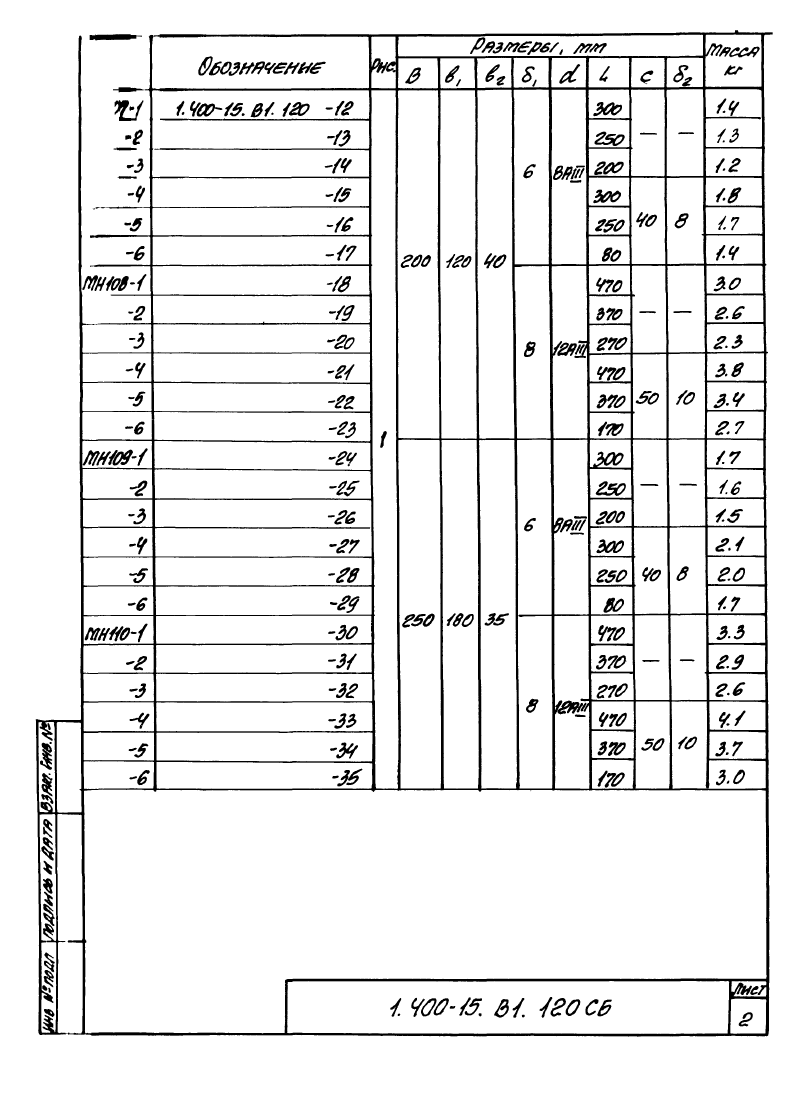 Обозначение Рис. Размеры, мм Масса кг
В в₁ в₂ δ₁ d L с δ₂
-1 1.400-15. В1. 120 -12 300 1.4
-2 -13 250 — — 1.3
-3 -14 6 8АIII 200 1.2
-4 -15 300 1.8
-5 -16 250 40 8 1.7
-6 -17 200 120 40 80 1.4
МН108-1 -18 470 3.0
-2 -19 370 — — 2.6
-3 -20 8 12АIII 270 2.3
-4 -21 470 3.8
-5 -22 370 50 10 3.4
-6 -23 1 170 2.7
МН109-1 -24 300 1.7
-2 -25 250 — — 1.6
-3 -26 6 8АIII 200 1.5
-4 -27 300 2.1
-5 -28 250 40 8 2.0
-6 -29 250 180 35 80 1.7
МН110-1 -30 470 3.3
-2 -31 370 — — 2.9
-3 -32 8 12АIII 270 2.6
-4 -33 470 4.1
-5 -34 370 50 10 3.7
-6 -35 170 3.0
Взам. инв. №
Подпись и дата
Инв № подл
1.400-15. В1. 120 СБ
Лист
2